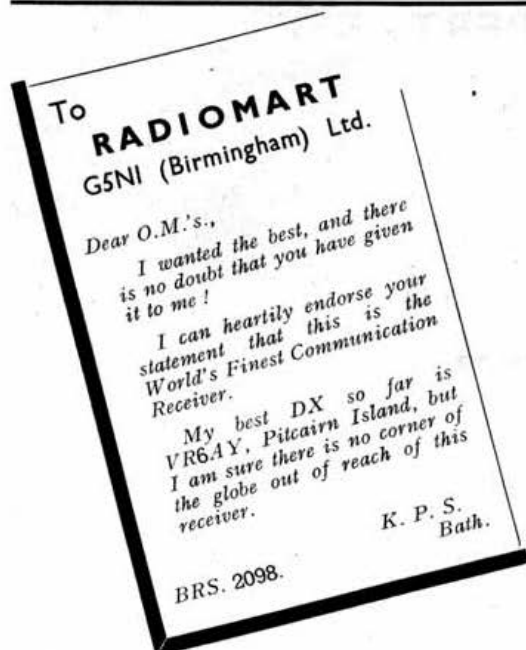 To
RADIOMART
G5NI (Birmingham) Ltd.
Dear O.M.'s.,
I wanted the best, and there
is no doubt that you have given
it to me !
I can heartily endorse your
statement that this is the
World's Finest Communication
Receiver.
My best DX so far is
VR6AY, Pitcairn Island, but
I am sure there is no corner of
the globe out of reach of this
receiver.
K. P. S.
Bath.
BRS. 2098.